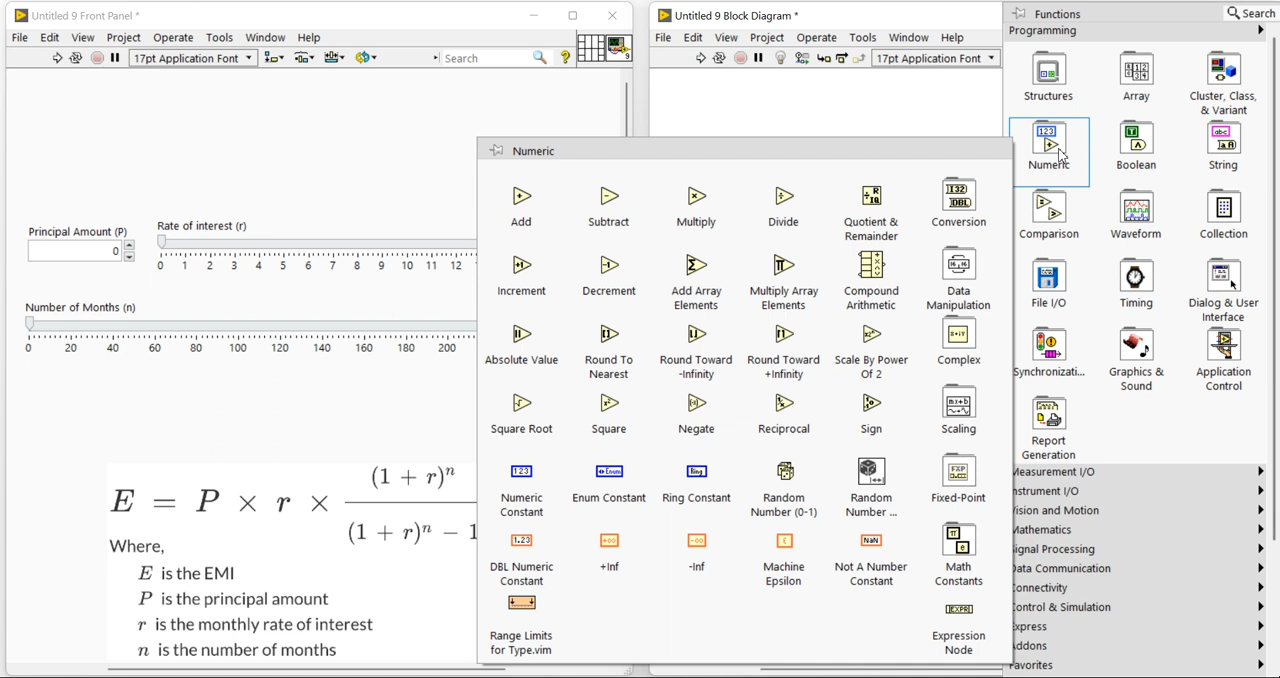 Untitled 9 Front Panel *
File Edit View Project Operate Tools Window Help
17pt Application Font
Search
?
9
Principal Amount (P)
0
Rate of interest (r)
0 1 2 3 4 5 6 7 8 9 10 11 12
Number of Months (n)
0 20 40 60 80 100 120 140 160 180 200
E = P × r × (1 + r)^n
(1 + r)^n − 1
Where,
E is the EMI
P is the principal amount
r is the monthly rate of interest
n is the number of months
Untitled 9 Block Diagram *
File Edit View Project Operate Tools Window Help
17pt Application Font
Numeric
Add Subtract Multiply Divide Quotient & Remainder Conversion
Increment Decrement Add Array Elements Multiply Array Elements Compound Arithmetic Data Manipulation
Absolute Value Round To Nearest Round Toward -Infinity Round Toward +Infinity Scale By Power Of 2 Complex
Square Root Square Negate Reciprocal Sign Scaling
Numeric Constant Enum Constant Ring Constant Random Number (0-1) Random Number ... Fixed-Point
DBL Numeric Constant +Inf -Inf Machine Epsilon Not A Number Constant Math Constants
Range Limits for Type.vim Expression Node
Functions
Search
Programming
Structures Array Cluster, Class, & Variant
Numeric Boolean String
Comparison Waveform Collection
File I/O Timing Dialog & User Interface
Synchronizati... Graphics & Sound Application Control
Report Generation
Measurement I/O
nstrument I/O
Vision and Motion
Mathematics
Signal Processing
Data Communication
Connectivity
Control & Simulation
Express
Addons
Favorites